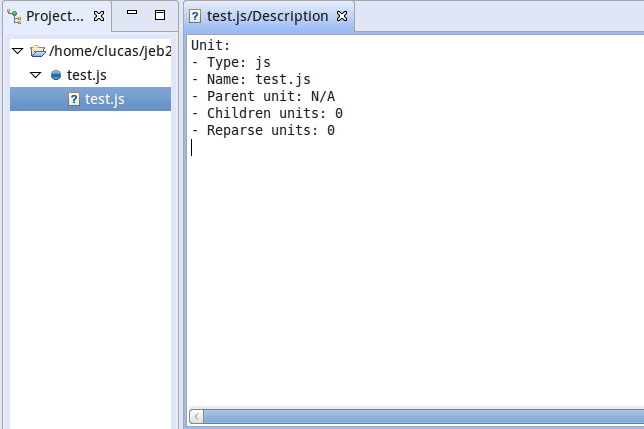 Project...
/home/clucas/jeb2
test.js
test.js
test.js/Description
Unit:
- Type: js
- Name: test.js
- Parent unit: N/A
- Children units: 0
- Reparse units: 0